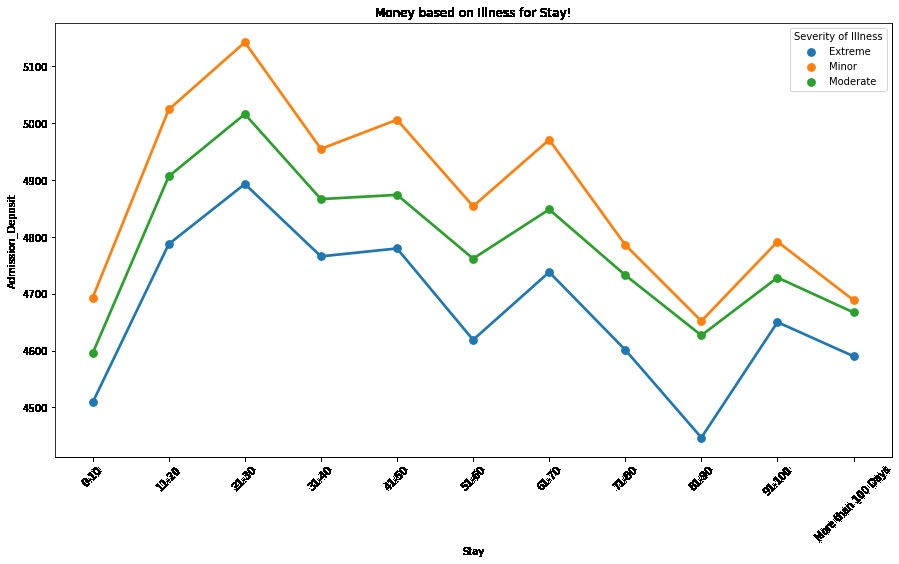 Money based on Illness for Stay!
Severity of Illness
Extreme
Minor
Moderate
Admission_Deposit
5100
5000
4900
4800
4700
4600
4500
0-10
11-20
21-30
31-40
41-50
51-60
61-70
71-80
81-90
91-100
More than 100 Days
Stay